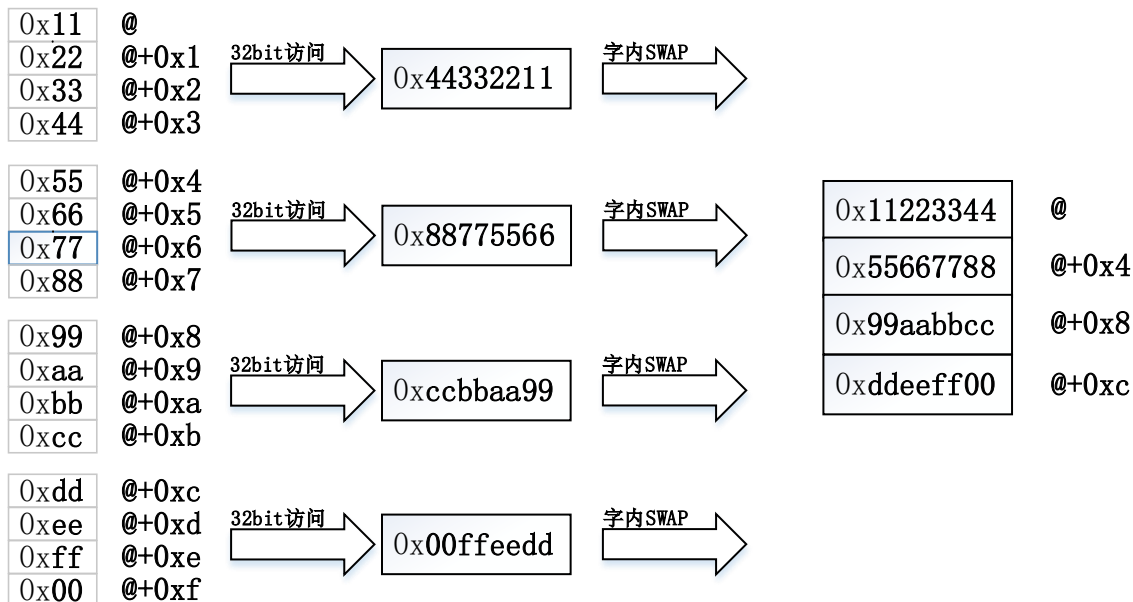 0x11 @
0x22 @+0x1
0x33 @+0x2
0x44 @+0x3
32bit访问
0x44332211
字内SWAP
0x55 @+0x4
0x66 @+0x5
0x77 @+0x6
0x88 @+0x7
32bit访问
0x88775566
字内SWAP
0x99 @+0x8
0xaa @+0x9
0xbb @+0xa
0xcc @+0xb
32bit访问
0xccbbaa99
字内SWAP
0xdd @+0xc
0xee @+0xd
0xff @+0xe
0x00 @+0xf
32bit访问
0x00ffeedd
字内SWAP
0x11223344 @
0x55667788 @+0x4
0x99aabbcc @+0x8
0xddeeff00 @+0xc